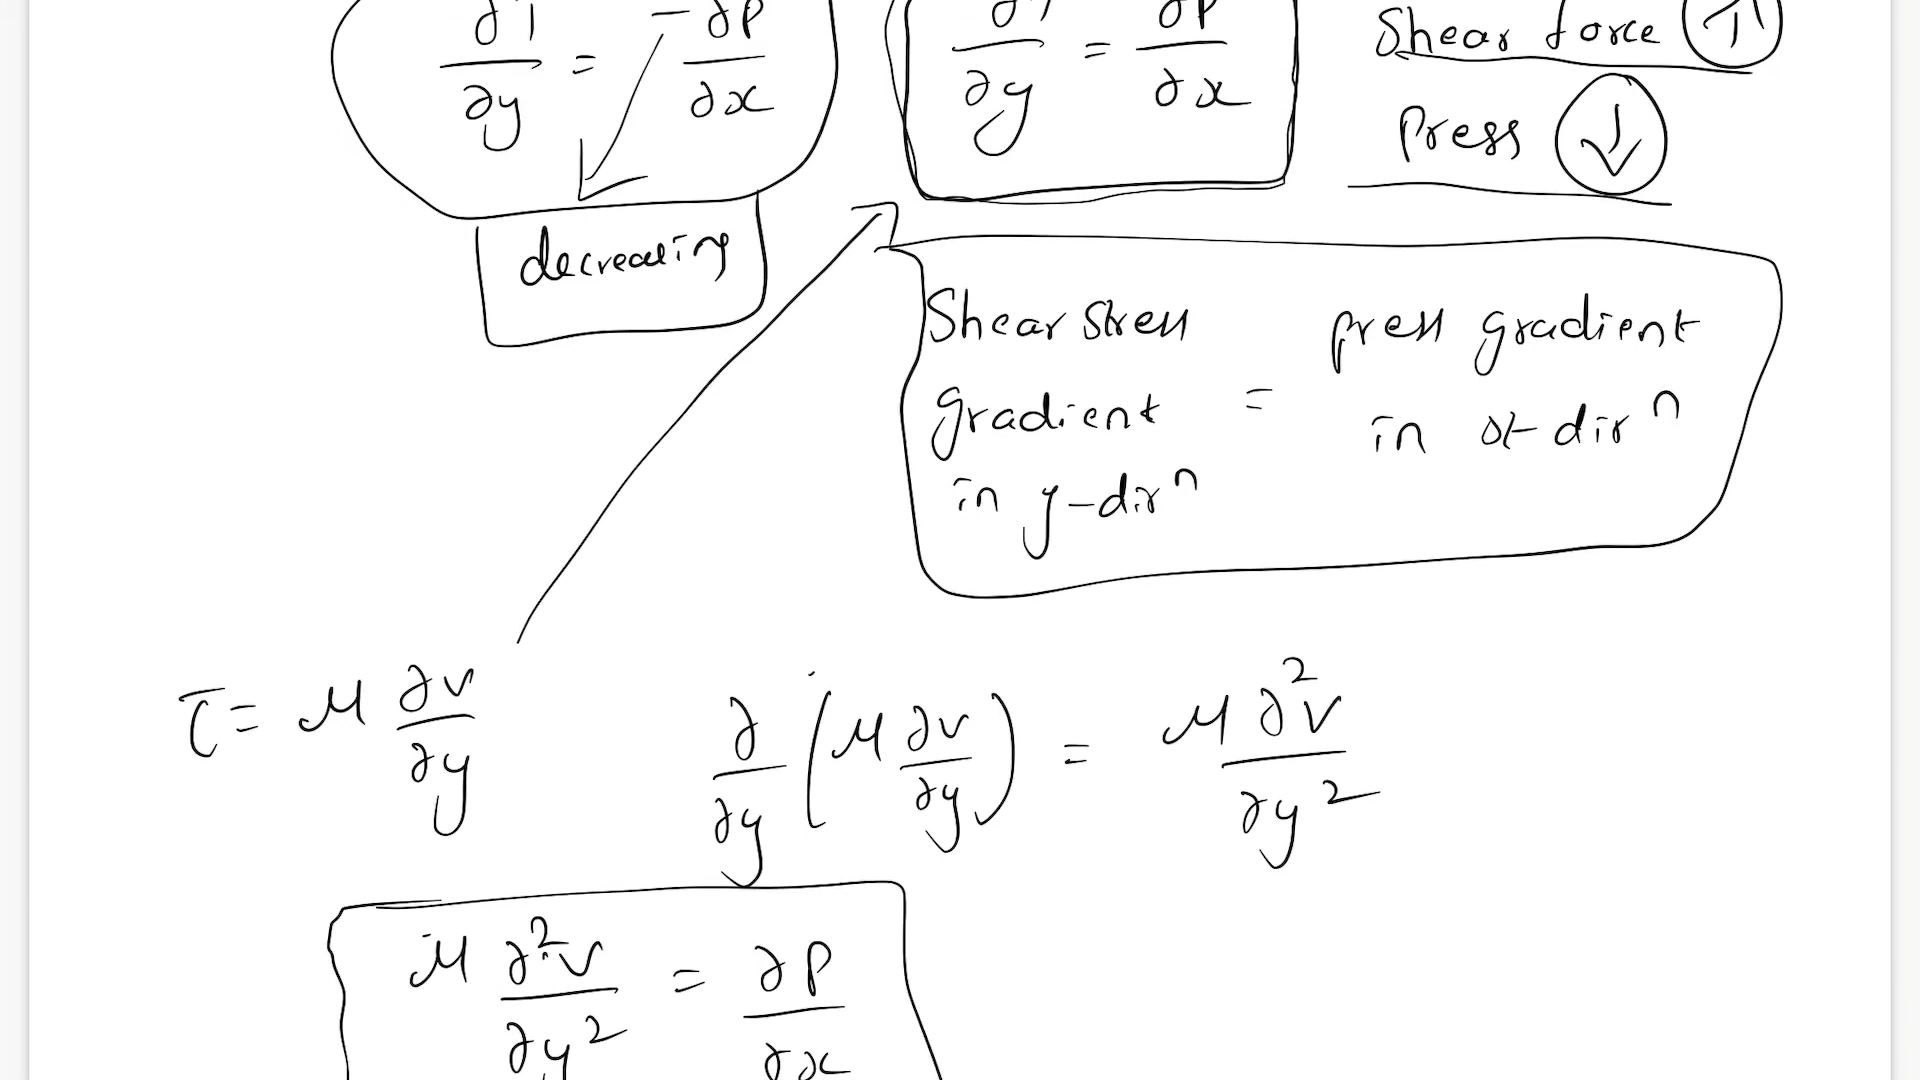 ∂τ/∂y = -∂P/∂x
∂τ/∂y = ∂P/∂x
Shear force ↑
Press ↓
decreasing
Shear stress gradient in y-dirⁿ = press gradient in x-dirⁿ
τ = μ ∂v/∂y
∂/∂y (μ ∂v/∂y) = μ ∂²v/∂y²
μ ∂²v/∂y² = ∂P/∂x